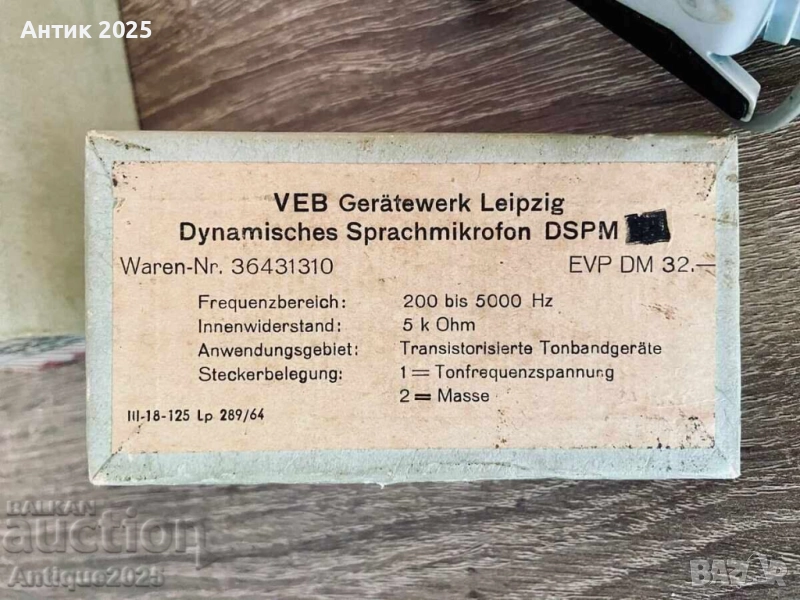 Антик 2025
VEB Gerätewerk Leipzig
Dynamisches Sprachmikrofon DSPM
Waren-Nr. 36431310 EVP DM 32.—
Frequenzbereich: 200 bis 5000 Hz
Innenwiderstand: 5 k Ohm
Anwendungsgebiet: Transistorisierte Tonbandgeräte
Steckerbelegung: 1 = Tonfrequenzspannung
2 = Masse
III-18-125 Lp 289/64
BALKAN
auction
Antique2025
BAZAR